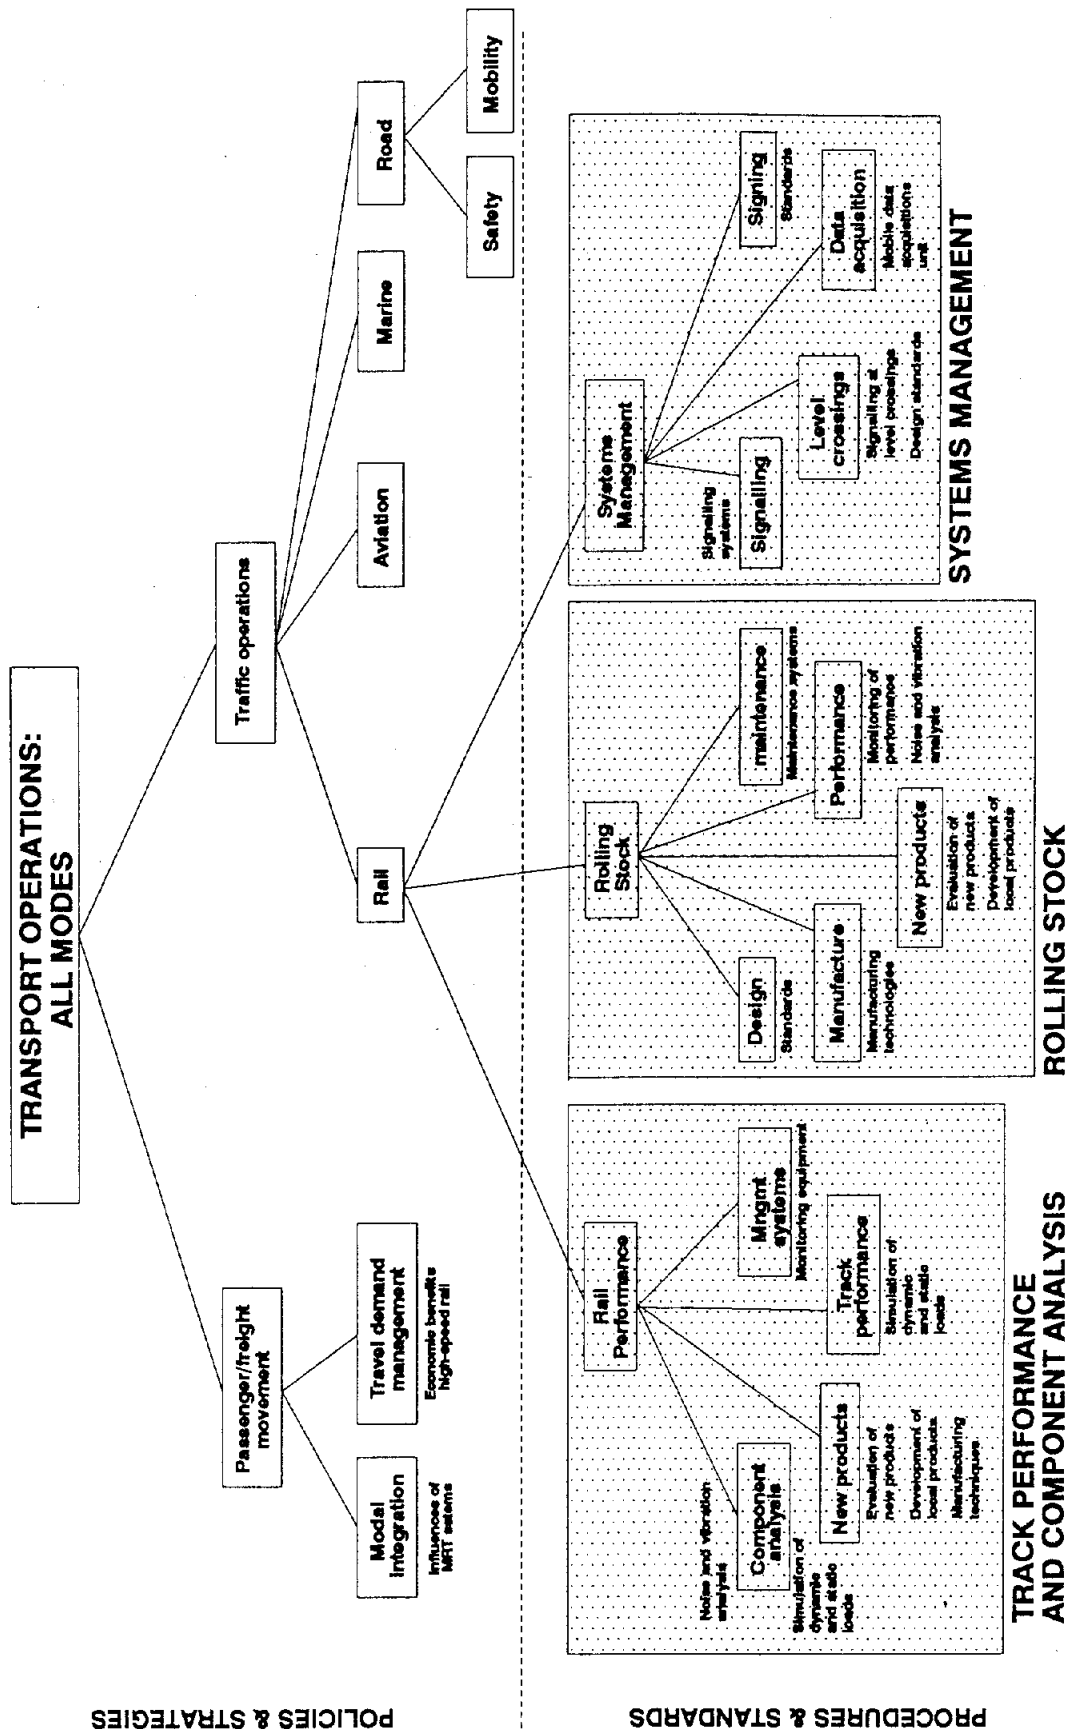 TRANSPORT OPERATIONS:
ALL MODES
POLICIES & STRATEGIES
Passenger/freight
movement
Traffic operations
Modal
integration
Influences of
MRT sstems
Travel demand
management
Economic benefits
high-speed rail
Rail
Aviation
Marine
Road
Safety
Mobility
PROCEDURES & STANDARDS
Rail
Performance
Noise and vibration
analysis
Component
analysis
Simulation of
dynamic
and static
loads
New products
Evaluation of
new products
Development of
local products
Manufacturing
techniques
Track
performance
Simulation of
dynamic
and static
loads
Mngmt
systems
Monitoring equipment
TRACK PERFORMANCE
AND COMPONENT ANALYSIS
Rolling
Stock
Design
Standards
Manufacture
Manufacturing
technologies
New products
Evaluation of
new products
Development of
local products
Performance
Monitoring of
performance
Noise and vibration
analysis
maintenance
Maintenance systems
ROLLING STOCK
Systems
Management
Signalling
systems
Signalling
Level
crossings
Signalling at
level crossings
Design standards
Data
acquisition
Mobile data
acquisitions
unit
Signing
Standards
SYSTEMS MANAGEMENT